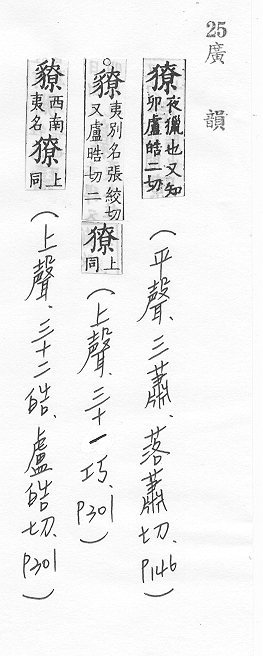 25廣韻
獠夜獵也又知卯盧皓二切（平聲、三蕭、落蕭切、P146）
獠夷別名張絞切又盧皓切二獠上同（上聲、三十一巧、P301）
獠西南夷名獠上同（上聲、三十二皓、盧皓切、P301）